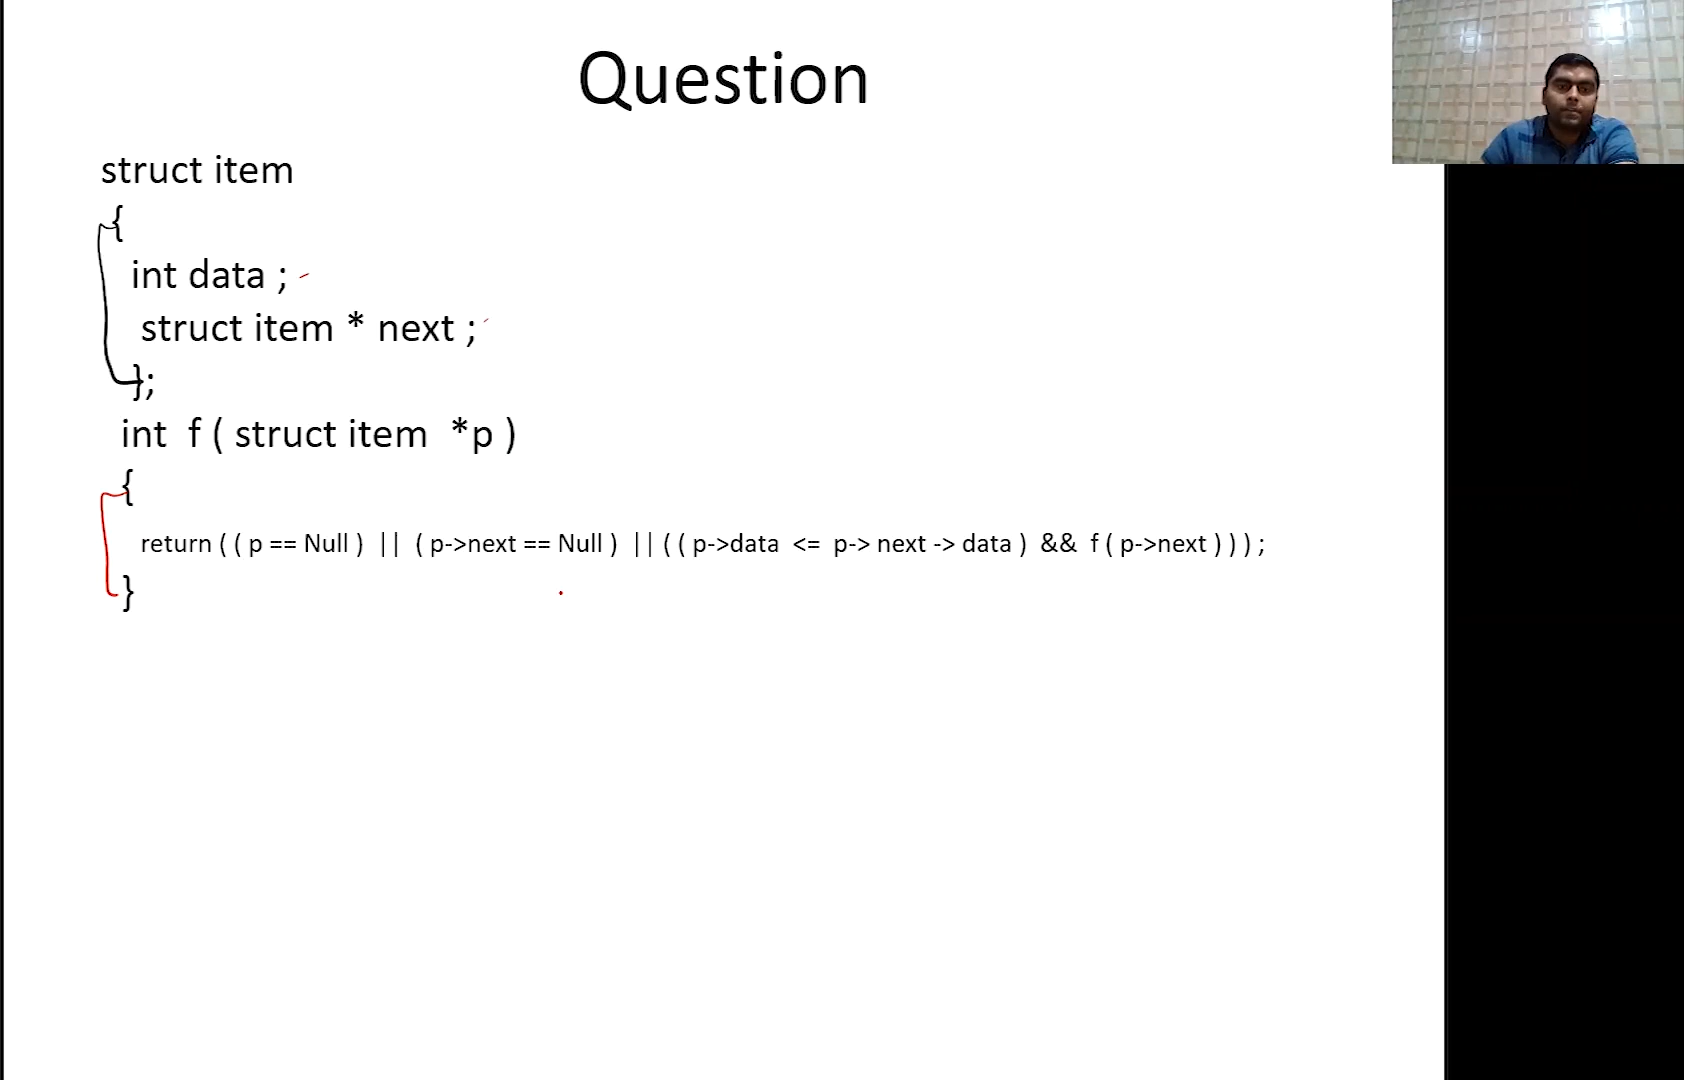 Question
struct item
{
int data ;
struct item * next ;
};
int f ( struct item *p )
{
return ( ( p == Null ) || ( p->next == Null ) || ( ( p->data <= p-> next -> data ) && f ( p->next ) ) ) ;
}